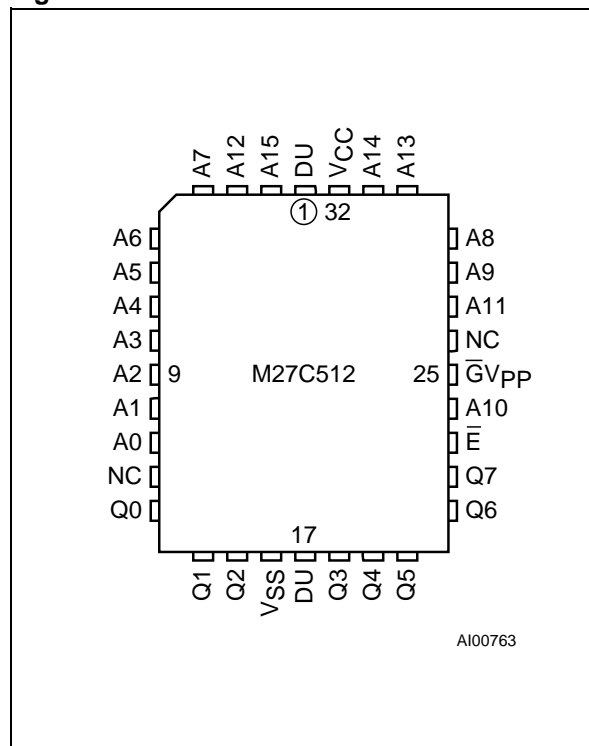 A7 A12 A15 DU VCC A14 A13
1 32
A6 A8
A5 A9
A4 A11
A3 NC
A2 9 M27C512 25 G̅VPP
A1 A10
A0 E̅
NC Q7
Q0 Q6
17
Q1 Q2 VSS DU Q3 Q4 Q5
AI00763